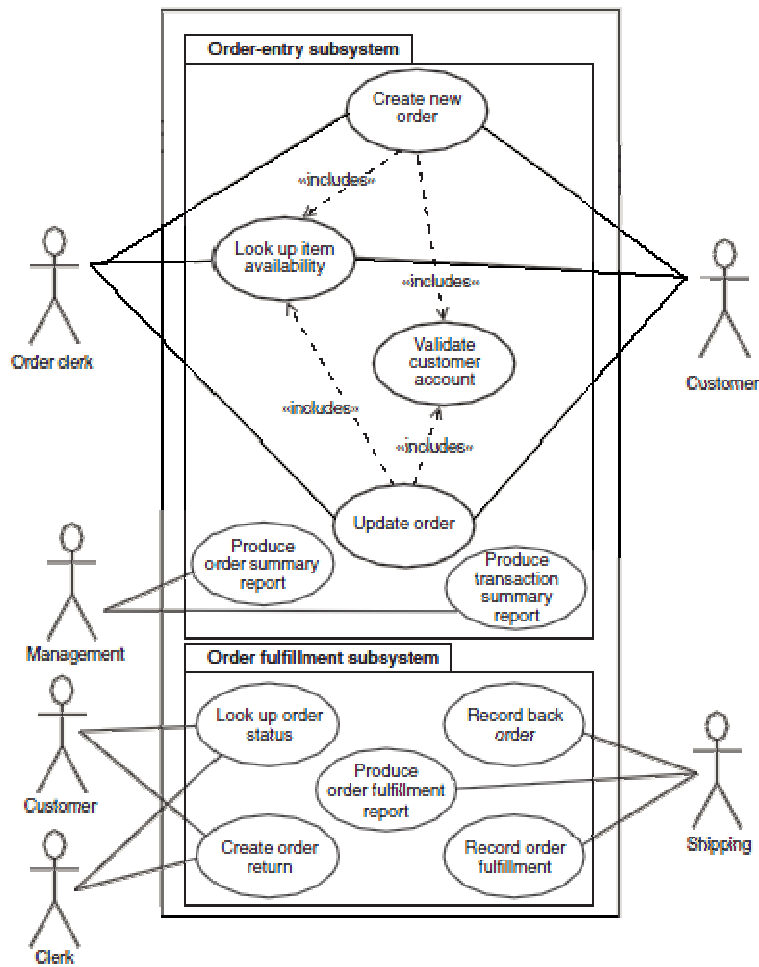 Order-entry subsystem
Create new
order
«includes»
Look up item
availability
«includes»
Order clerk
Validate
customer
account
Customer
«includes»
«includes»
Update order
Produce
order summary
report
Produce
transaction
summary
report
Management
Order fulfillment subsystem
Look up order
status
Record back
order
Produce
order fulfillment
report
Customer
Shipping
Create order
return
Record order
fulfillment
Clerk